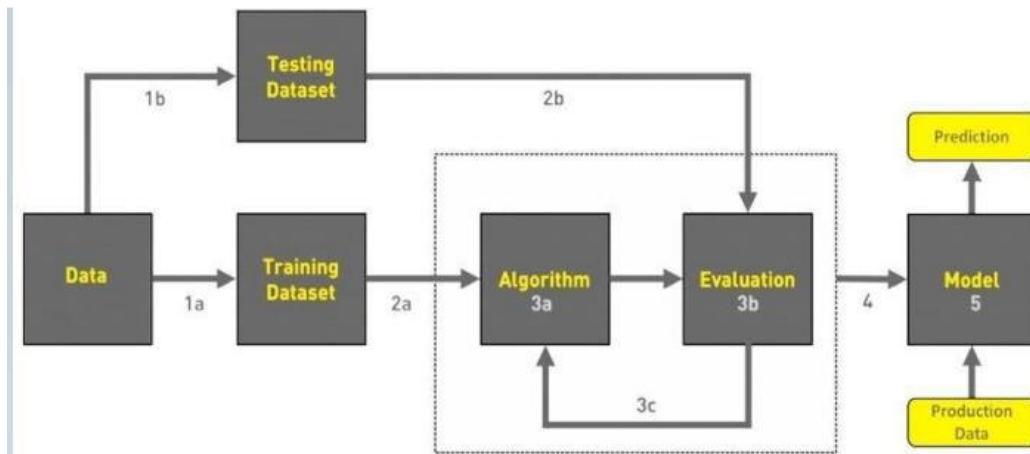 Testing
Dataset
1b
2b
Prediction
Data
1a
Training
Dataset
2a
Algorithm
3a
Evaluation
3b
4
Model
5
3c
Production
Data